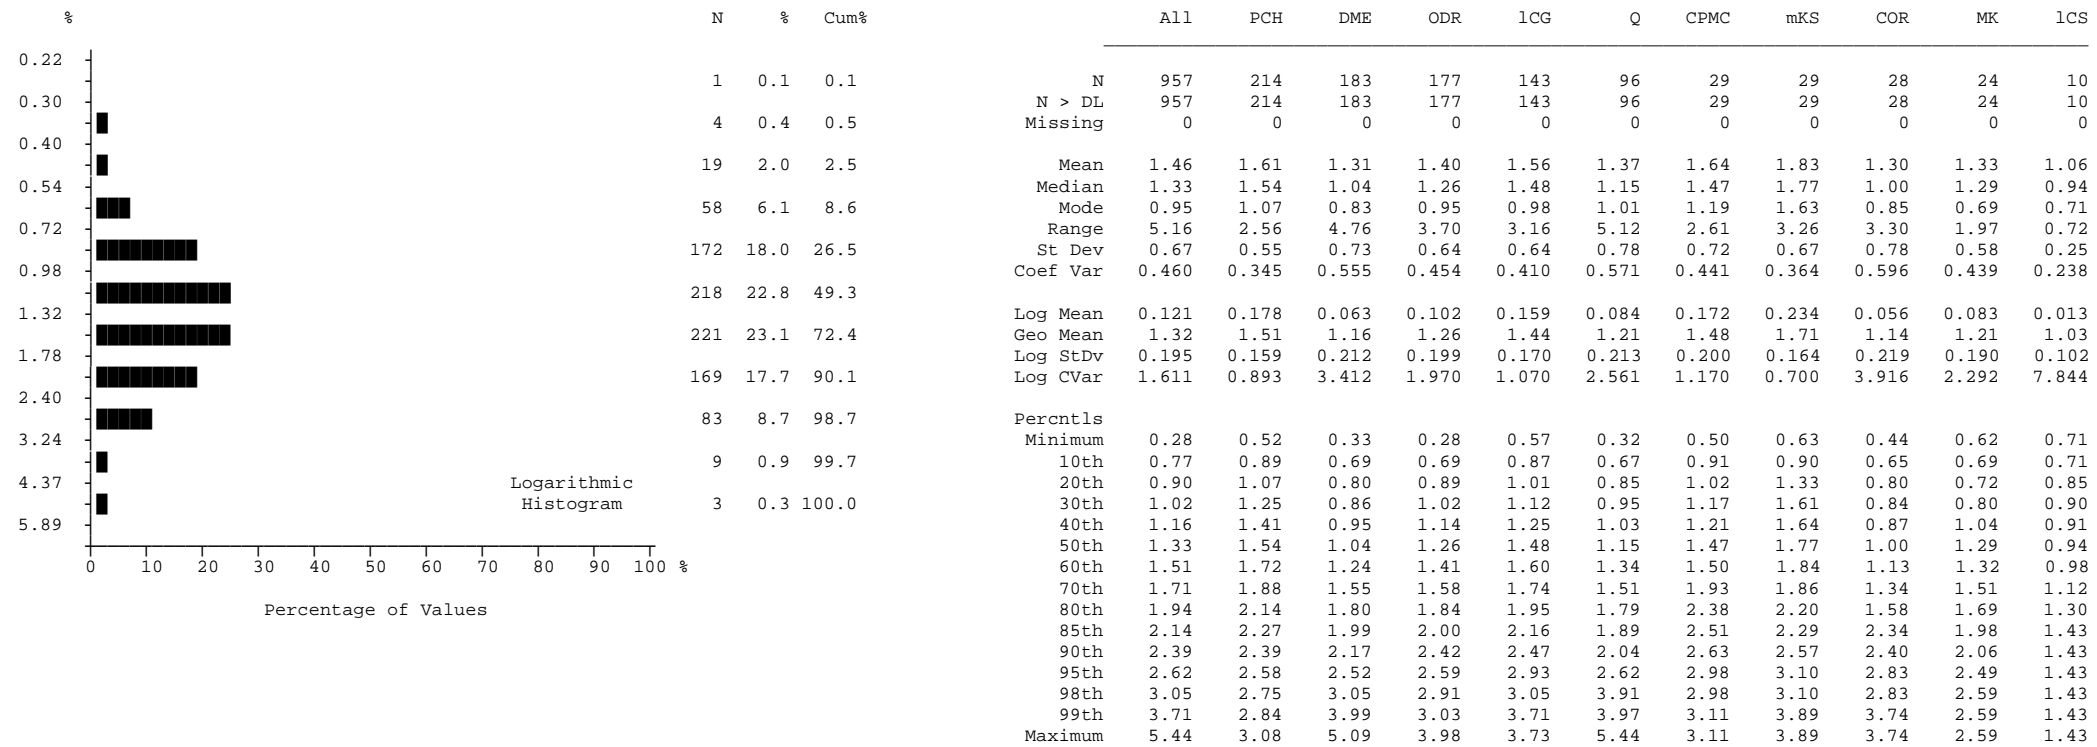 % N % Cum% All PCH DME ODR lCG Q CPMC mKS COR MK lCS
0.22
1 0.1 0.1 N 957 214 183 177 143 96 29 29 28 24 10
0.30 N > DL 957 214 183 177 143 96 29 29 28 24 10
4 0.4 0.5 Missing 0 0 0 0 0 0 0 0 0 0 0
0.40
19 2.0 2.5 Mean 1.46 1.61 1.31 1.40 1.56 1.37 1.64 1.83 1.30 1.33 1.06
0.54 Median 1.33 1.54 1.04 1.26 1.48 1.15 1.47 1.77 1.00 1.29 0.94
58 6.1 8.6 Mode 0.95 1.07 0.83 0.95 0.98 1.01 1.19 1.63 0.85 0.69 0.71
0.72 Range 5.16 2.56 4.76 3.70 3.16 5.12 2.61 3.26 3.30 1.97 0.72
172 18.0 26.5 St Dev 0.67 0.55 0.73 0.64 0.64 0.78 0.72 0.67 0.78 0.58 0.25
0.98 Coef Var 0.460 0.345 0.555 0.454 0.410 0.571 0.441 0.364 0.596 0.439 0.238
218 22.8 49.3
1.32 Log Mean 0.121 0.178 0.063 0.102 0.159 0.084 0.172 0.234 0.056 0.083 0.013
221 23.1 72.4 Geo Mean 1.32 1.51 1.16 1.26 1.44 1.21 1.48 1.71 1.14 1.21 1.03
1.78 Log StDv 0.195 0.159 0.212 0.199 0.170 0.213 0.200 0.164 0.219 0.190 0.102
169 17.7 90.1 Log CVar 1.611 0.893 3.412 1.970 1.070 2.561 1.170 0.700 3.916 2.292 7.844
2.40
83 8.7 98.7 Percntls
3.24 Minimum 0.28 0.52 0.33 0.28 0.57 0.32 0.50 0.63 0.44 0.62 0.71
9 0.9 99.7 10th 0.77 0.89 0.69 0.69 0.87 0.67 0.91 0.90 0.65 0.69 0.71
4.37 Logarithmic 20th 0.90 1.07 0.80 0.89 1.01 0.85 1.02 1.33 0.80 0.72 0.85
Histogram 3 0.3 100.0 30th 1.02 1.25 0.86 1.02 1.12 0.95 1.17 1.61 0.84 0.80 0.90
5.89 40th 1.16 1.41 0.95 1.14 1.25 1.03 1.21 1.64 0.87 1.04 0.91
50th 1.33 1.54 1.04 1.26 1.48 1.15 1.47 1.77 1.00 1.29 0.94
0 10 20 30 40 50 60 70 80 90 100 % 60th 1.51 1.72 1.24 1.41 1.60 1.34 1.50 1.84 1.13 1.32 0.98
70th 1.71 1.88 1.55 1.58 1.74 1.51 1.93 1.86 1.34 1.51 1.12
Percentage of Values 80th 1.94 2.14 1.80 1.84 1.95 1.79 2.38 2.20 1.58 1.69 1.30
85th 2.14 2.27 1.99 2.00 2.16 1.89 2.51 2.29 2.34 1.98 1.43
90th 2.39 2.39 2.17 2.42 2.47 2.04 2.63 2.57 2.40 2.06 1.43
95th 2.62 2.58 2.52 2.59 2.93 2.62 2.98 3.10 2.83 2.49 1.43
98th 3.05 2.75 3.05 2.91 3.05 3.91 2.98 3.10 2.83 2.59 1.43
99th 3.71 2.84 3.99 3.03 3.71 3.97 3.11 3.89 3.74 2.59 1.43
Maximum 5.44 3.08 5.09 3.98 3.73 5.44 3.11 3.89 3.74 2.59 1.43